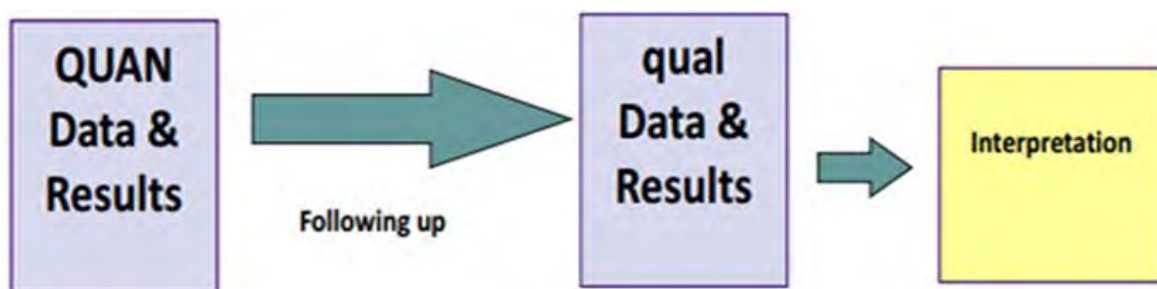 QUAN
Data &
Results
Following up
qual
Data &
Results
Interpretation